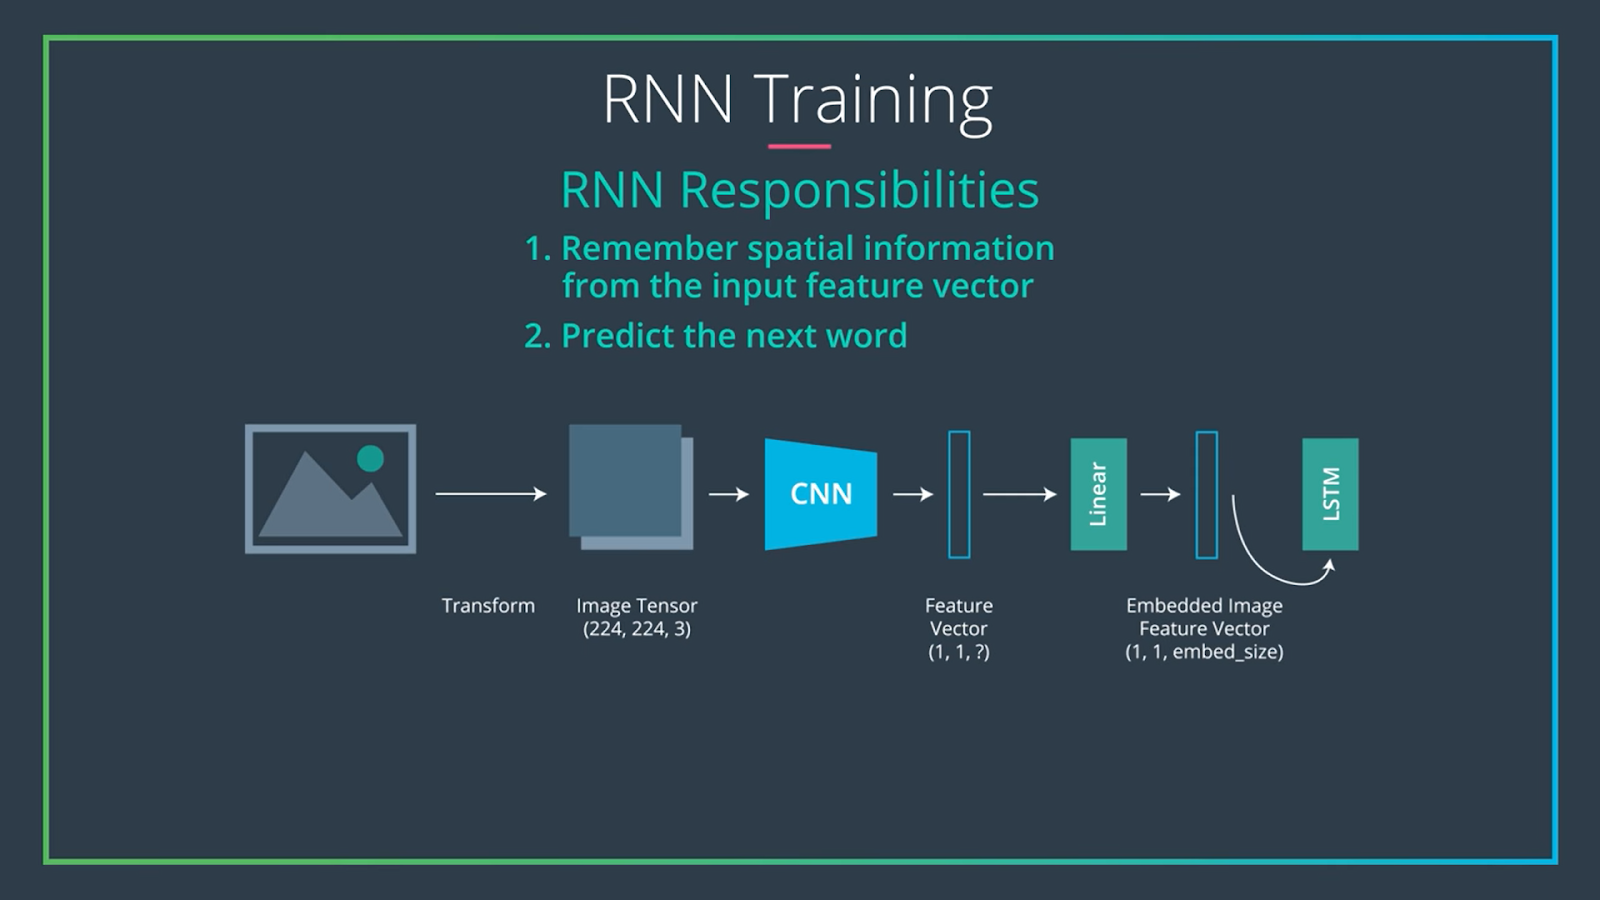 RNN Training
RNN Responsibilities
1. Remember spatial information
from the input feature vector
2. Predict the next word
CNN
Linear
LSTM
Transform
Image Tensor
(224, 224, 3)
Feature
Vector
(1, 1, ?)
Embedded Image
Feature Vector
(1, 1, embed_size)